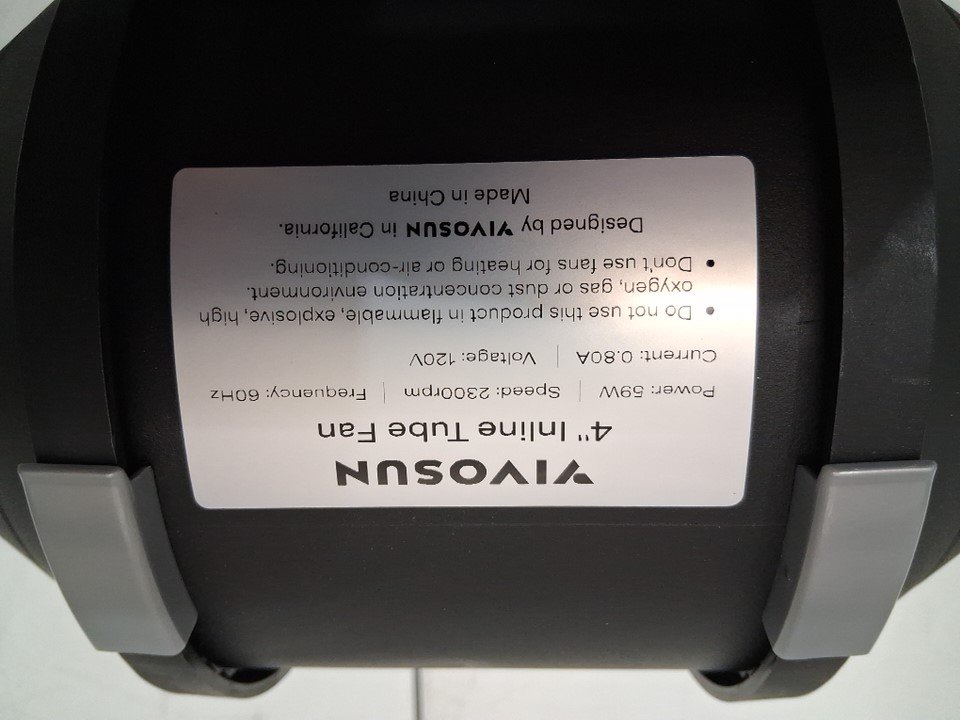 VIVOSUN
4" Inline Tube Fan
Power: 59W | Speed: 2300rpm | Frequency: 60Hz
Current: 0.80A | Voltage: 120V
• Do not use this product in flammable, explosive, high
oxygen, gas or dust concentration environment.
• Don't use fans for heating or air-conditioning.
Designed by VIVOSUN in California.
Made in China